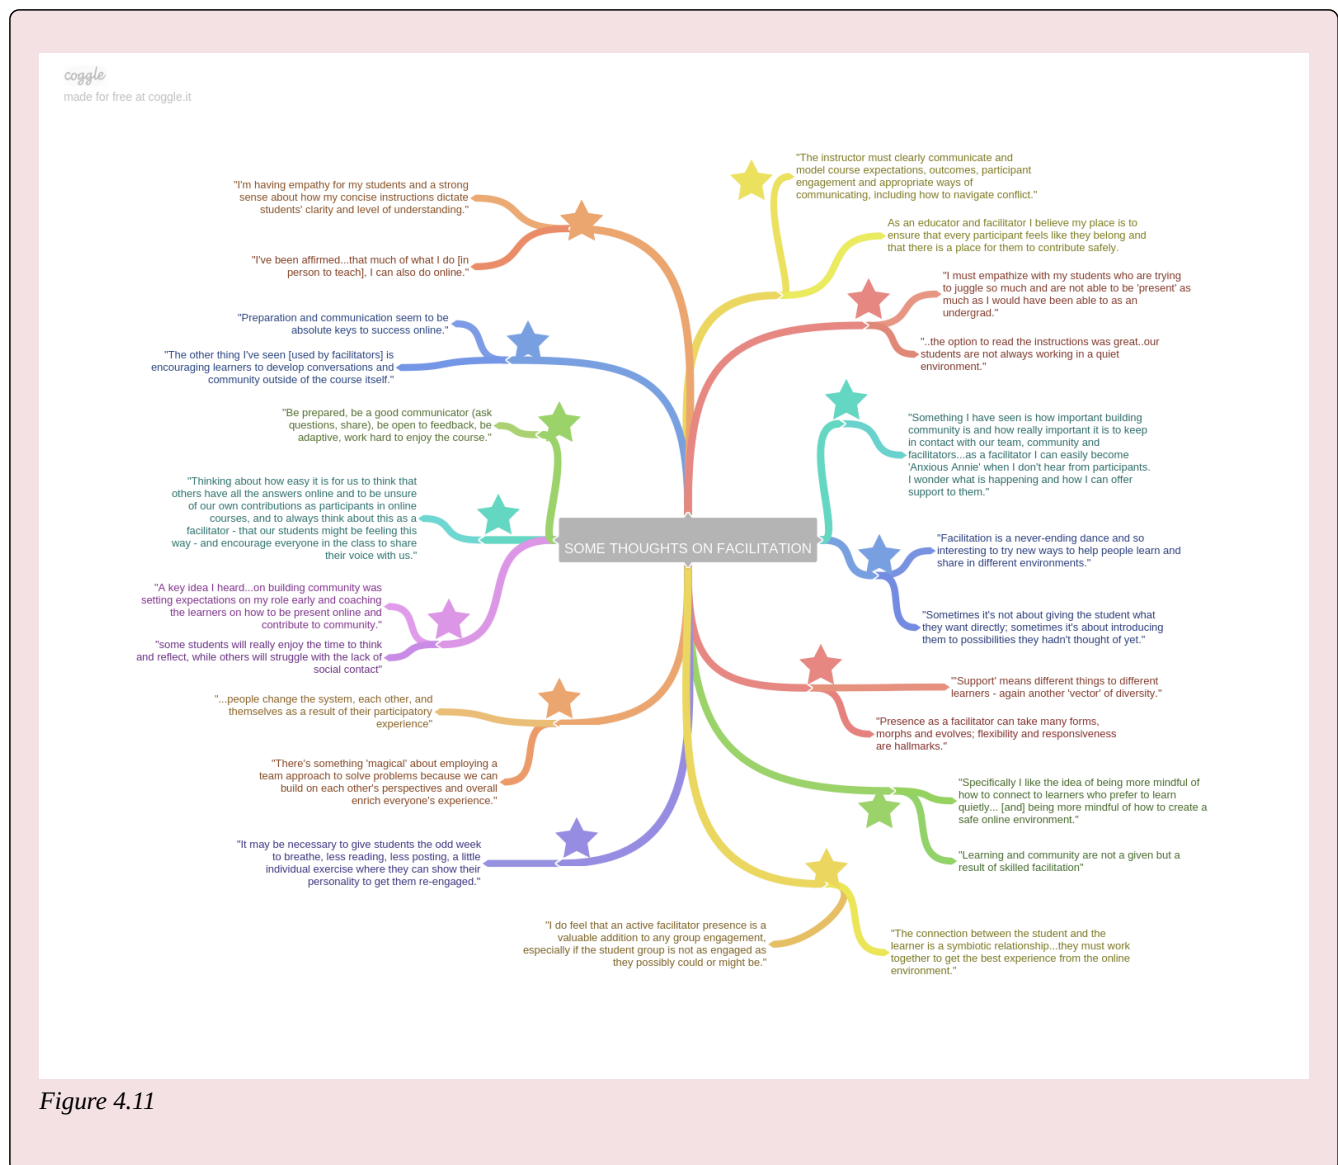 coggle
made for free at coggle.it
"I'm having empathy for my students and a strong
sense about how my concise instructions dictate
students' clarity and level of understanding."
"I've been affirmed...that much of what I do [in
person to teach], I can also do online."
"Preparation and communication seem to be
absolute keys to success online."
"The other thing I've seen [used by facilitators] is
encouraging learners to develop conversations and
community outside of the course itself."
"Be prepared, be a good communicator (ask
questions, share), be open to feedback, be
adaptive, work hard to enjoy the course."
"Thinking about how easy it is for us to think that
others have all the answers online and to be unsure
of our own contributions as participants in online
courses, and to always think about this as a
facilitator - that our students might be feeling this
way - and encourage everyone in the class to share
their voice with us."
"A key idea I heard...on building community was
setting expectations on my role early and coaching
the learners on how to be present online and
contribute to community."
"some students will really enjoy the time to think
and reflect, while others will struggle with the lack of
social contact"
"...people change the system, each other, and
themselves as a result of their participatory
experience"
"There's something 'magical' about employing a
team approach to solve problems because we can
build on each other's perspectives and overall
enrich everyone's experience."
"It may be necessary to give students the odd week
to breathe, less reading, less posting, a little
individual exercise where they can show their
personality to get them re-engaged."
SOME THOUGHTS ON FACILITATION
"The instructor must clearly communicate and
model course expectations, outcomes, participant
engagement and appropriate ways of
communicating, including how to navigate conflict."
As an educator and facilitator I believe my place is to
ensure that every participant feels like they belong and
that there is a place for them to contribute safely.
"I must empathize with my students who are trying
to juggle so much and are not able to be 'present' as
much as I would have been able to as an
undergrad."
"..the option to read the instructions was great..our
students are not always working in a quiet
environment."
"Something I have seen is how important building
community is and how really important it is to keep
in contact with our team, community and
facilitators...as a facilitator I can easily become
'Anxious Annie' when I don't hear from participants.
I wonder what is happening and how I can offer
support to them."
"Facilitation is a never-ending dance and so
interesting to try new ways to help people learn and
share in different environments."
"Sometimes it's not about giving the student what
they want directly; sometimes it's about introducing
them to possibilities they hadn't thought of yet."
"'Support' means different things to different
learners - again another 'vector' of diversity."
"Presence as a facilitator can take many forms,
morphs and evolves; flexibility and responsiveness
are hallmarks."
"Specifically I like the idea of being more mindful of
how to connect to learners who prefer to learn
quietly... [and] being more mindful of how to create a
safe online environment."
"Learning and community are not a given but a
result of skilled facilitation"
"I do feel that an active facilitator presence is a
valuable addition to any group engagement,
especially if the student group is not as engaged as
they possibly could or might be."
"The connection between the student and the
learner is a symbiotic relationship...they must work
together to get the best experience from the online
environment."
Figure 4.11